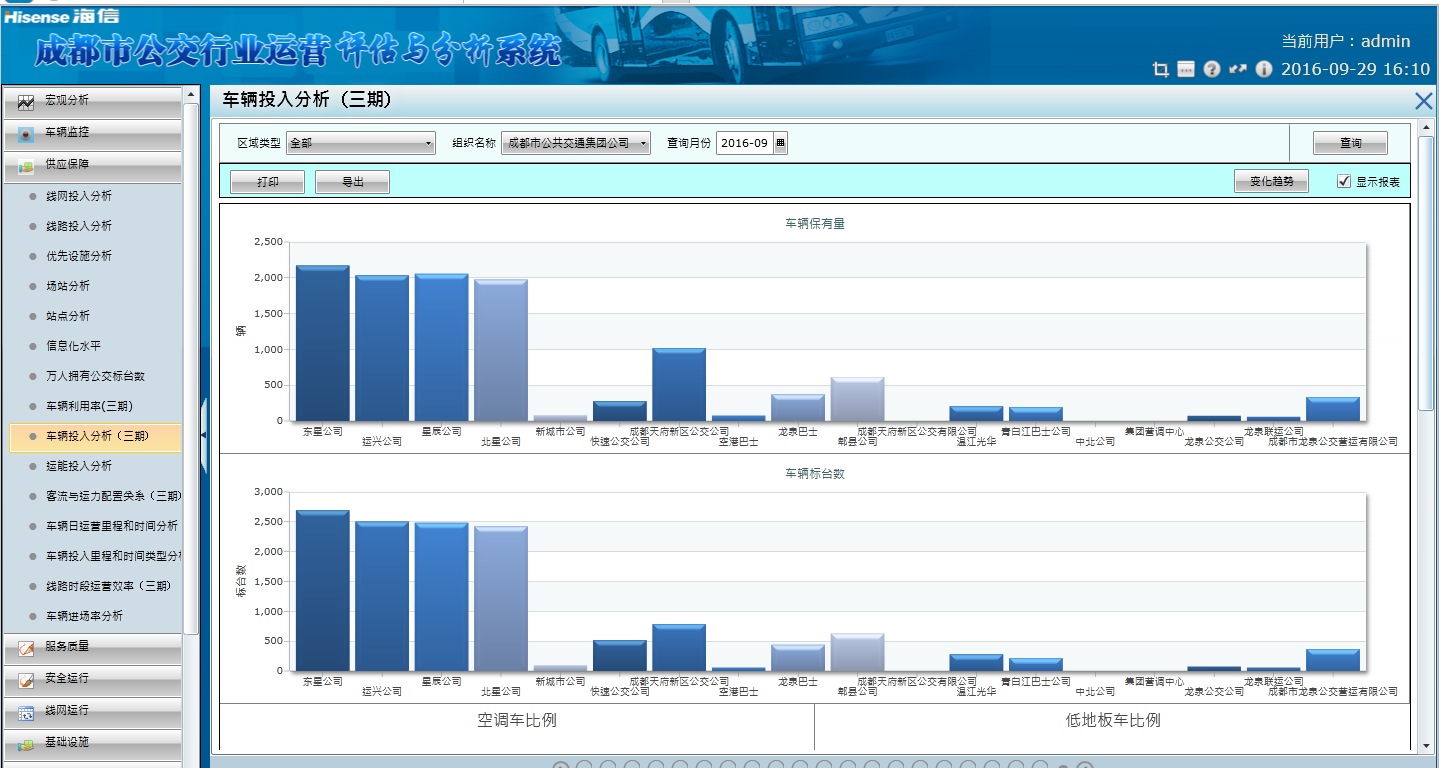 Hisense 海信
成都市公交行业运营评估与分析系统
当前用户：admin
2016-09-29 16:10
宏观分析
车辆监控
供应保障
线网投入分析
线路投入分析
优先设施分析
场站分析
站点分析
信息化水平
万人拥有公交标台数
车辆利用率(三期)
车辆投入分析（三期）
运能投入分析
客流与运力配置关系（三期）
车辆日运营里程和时间分析
车辆投入里程和时间类型分
线路时段运营效率（三期）
车辆进场率分析
服务质量
安全运行
线网运行
基础设施
车辆投入分析（三期）
区域类型 全部 组织名称 成都市公共交通集团公司 查询月份 2016-09 查询
打印 导出 变化趋势 显示报表
车辆保有量
2,500
2,000
1,500
1,000
500
0
辆
东星公司 运兴公司 星辰公司 北星公司 新城市公司 快速公交公司 成都天府新区公交公司 空港巴士 龙泉巴士 郫县公司 成都天府新区公交有限公司 温江光华 青白江巴士公司 中北公司 集团营调中心 龙泉公交公司 龙泉联运公司 成都市龙泉公交营运有限公司
车辆标台数
3,000
2,500
2,000
1,500
1,000
500
0
标台数
东星公司 运兴公司 星辰公司 北星公司 新城市公司 快速公交公司 成都天府新区公交公司 空港巴士 龙泉巴士 郫县公司 成都天府新区公交有限公司 温江光华 青白江巴士公司 中北公司 集团营调中心 龙泉公交公司 龙泉联运公司 成都市龙泉公交营运有限公司
空调车比例 低地板车比例